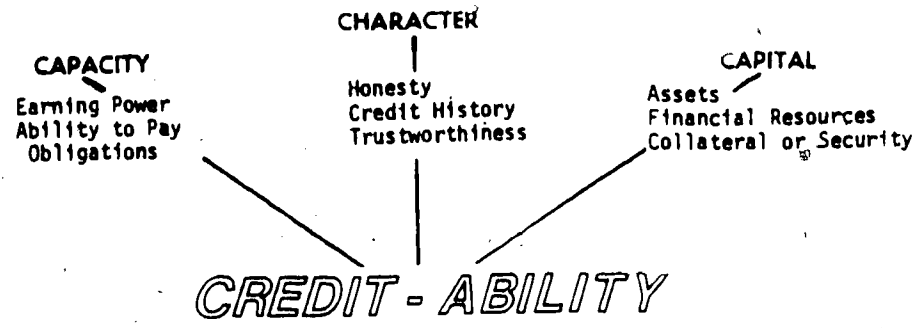 CHARACTER
CAPACITY
CAPITAL
Earning Power
Ability to Pay
Obligations
Honesty
Credit History
Trustworthiness
Assets
Financial Resources
Collateral or Security
CREDIT - ABILITY